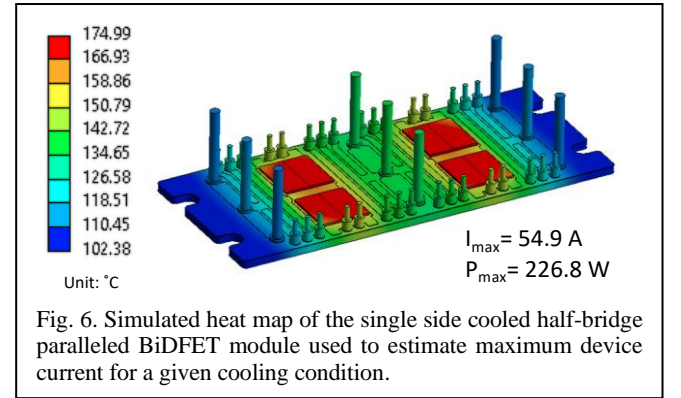 174.99
166.93
158.86
150.79
142.72
134.65
126.58
118.51
110.45
102.38
Unit: ˚C
Imax= 54.9 A
Pmax= 226.8 W
Fig. 6. Simulated heat map of the single side cooled half-bridge
paralleled BiDFET module used to estimate maximum device
current for a given cooling condition.